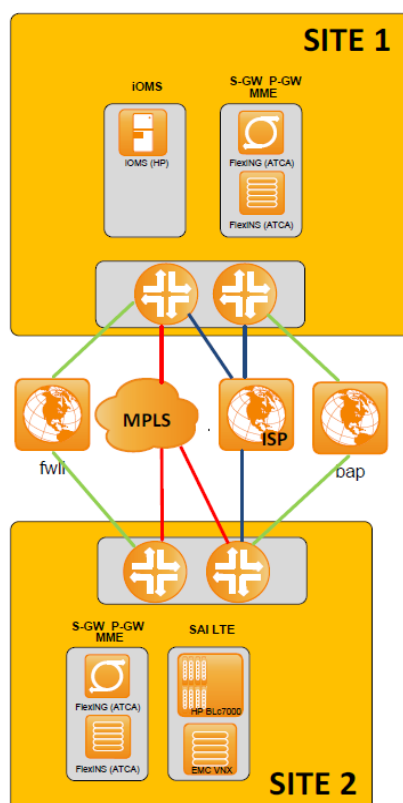 SITE 1
iOMS
S-GW P-GW
MME
iOMS (HP)
FlexiNG (ATCA)
FlexiNS (ATCA)
MPLS
ISP
fwli
bap
S-GW P-GW
MME
SAI LTE
FlexiNG (ATCA)
HP BLc7000
FlexiNS (ATCA)
EMC VNX
SITE 2